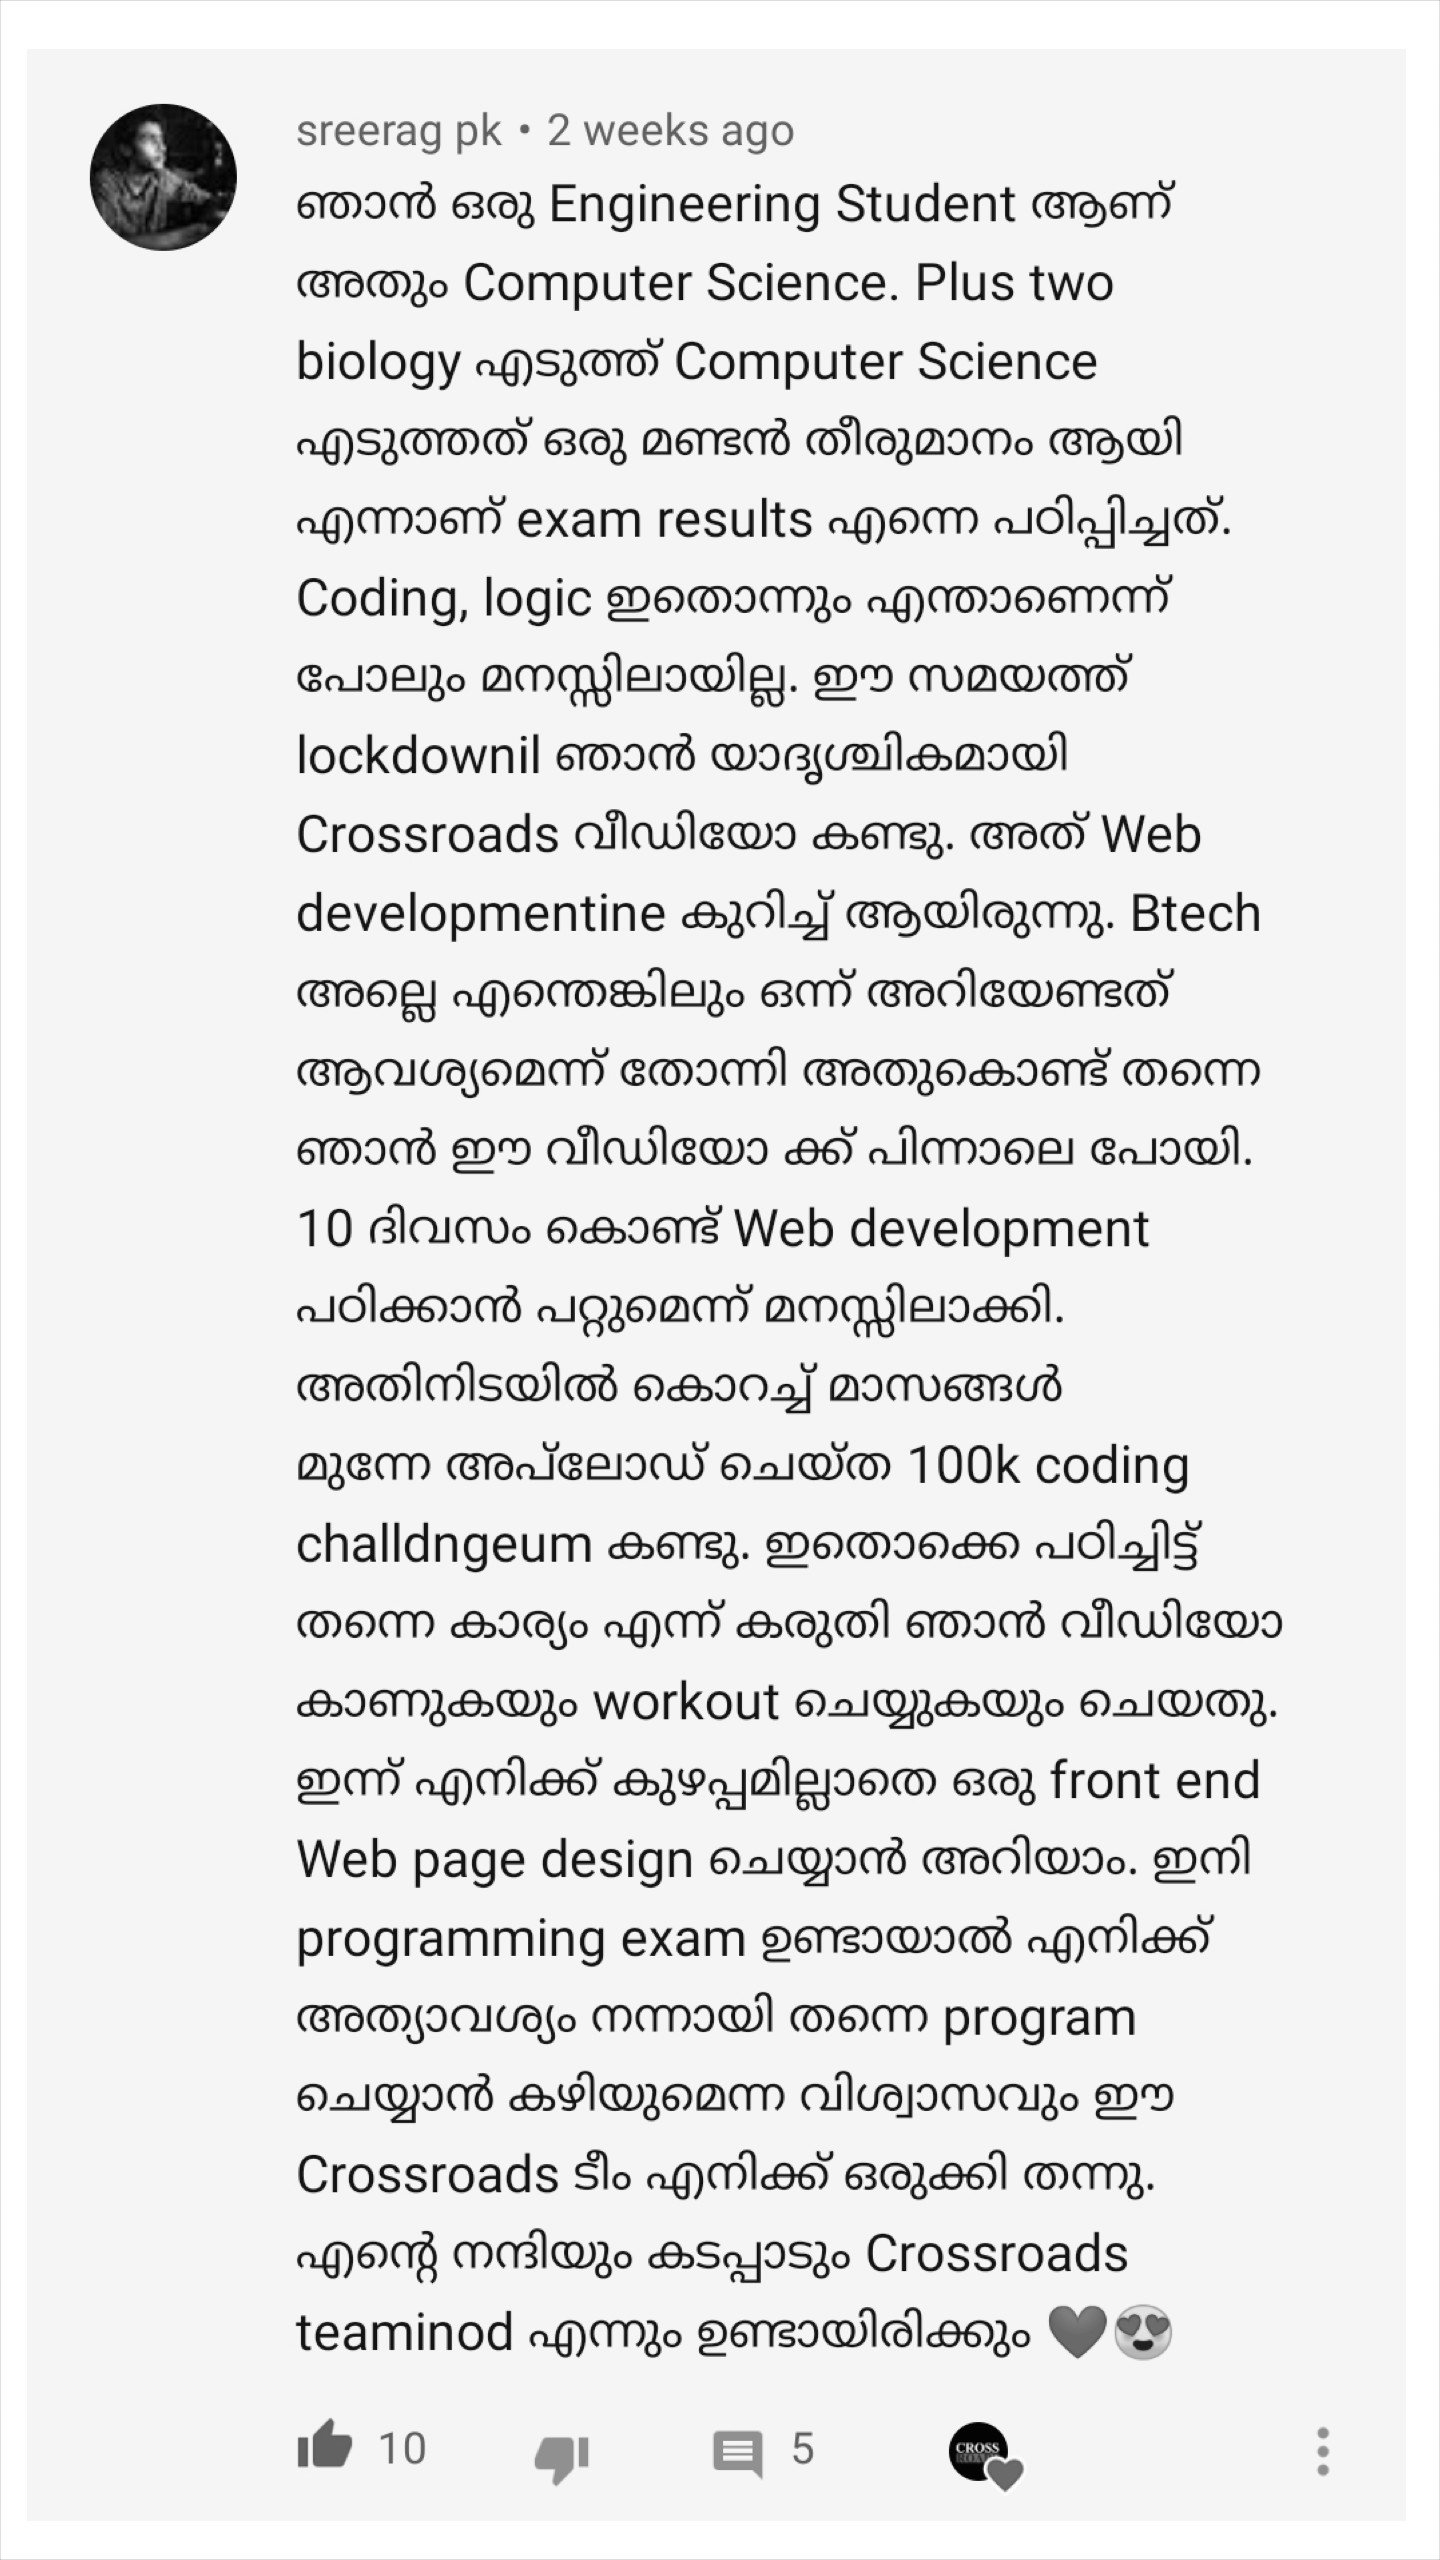 sreerag pk • 2 weeks ago
ഞാൻ ഒരു Engineering Student ആണ്
അതും Computer Science. Plus two
biology എടുത്ത് Computer Science
എടുത്തത് ഒരു മണ്ടൻ തീരുമാനം ആയി
എന്നാണ് exam results എന്നെ പഠിപ്പിച്ചത്.
Coding, logic ഇതൊന്നും എന്താണെന്ന്
പോലും മനസ്സിലായില്ല. ഈ സമയത്ത്
lockdownil ഞാൻ യാദൃശ്ചികമായി
Crossroads വീഡിയോ കണ്ടു. അത് Web
developmentine കുറിച്ച് ആയിരുന്നു. Btech
അല്ലെ എന്തെങ്കിലും ഒന്ന് അറിയേണ്ടത്
ആവശ്യമെന്ന് തോന്നി അതുകൊണ്ട് തന്നെ
ഞാൻ ഈ വീഡിയോ ക്ക് പിന്നാലെ പോയി.
10 ദിവസം കൊണ്ട് Web development
പഠിക്കാൻ പറ്റുമെന്ന് മനസ്സിലാക്കി.
അതിനിടയിൽ കൊറച്ച് മാസങ്ങൾ
മുന്നേ അപ്‌ലോഡ് ചെയ്ത 100k coding
challdngeum കണ്ടു. ഇതൊക്കെ പഠിച്ചിട്ട്
തന്നെ കാര്യം എന്ന് കരുതി ഞാൻ വീഡിയോ
കാണുകയും workout ചെയ്യുകയും ചെയതു.
ഇന്ന് എനിക്ക് കുഴപ്പമില്ലാതെ ഒരു front end
Web page design ചെയ്യാൻ അറിയാം. ഇനി
programming exam ഉണ്ടായാൽ എനിക്ക്
അത്യാവശ്യം നന്നായി തന്നെ program
ചെയ്യാൻ കഴിയുമെന്ന വിശ്വാസവും ഈ
Crossroads ടീം എനിക്ക് ഒരുക്കി തന്നു.
എന്റെ നന്ദിയും കടപ്പാടും Crossroads
teaminod എന്നും ഉണ്ടായിരിക്കും 🖤😍
10 5 CROSS ROADS